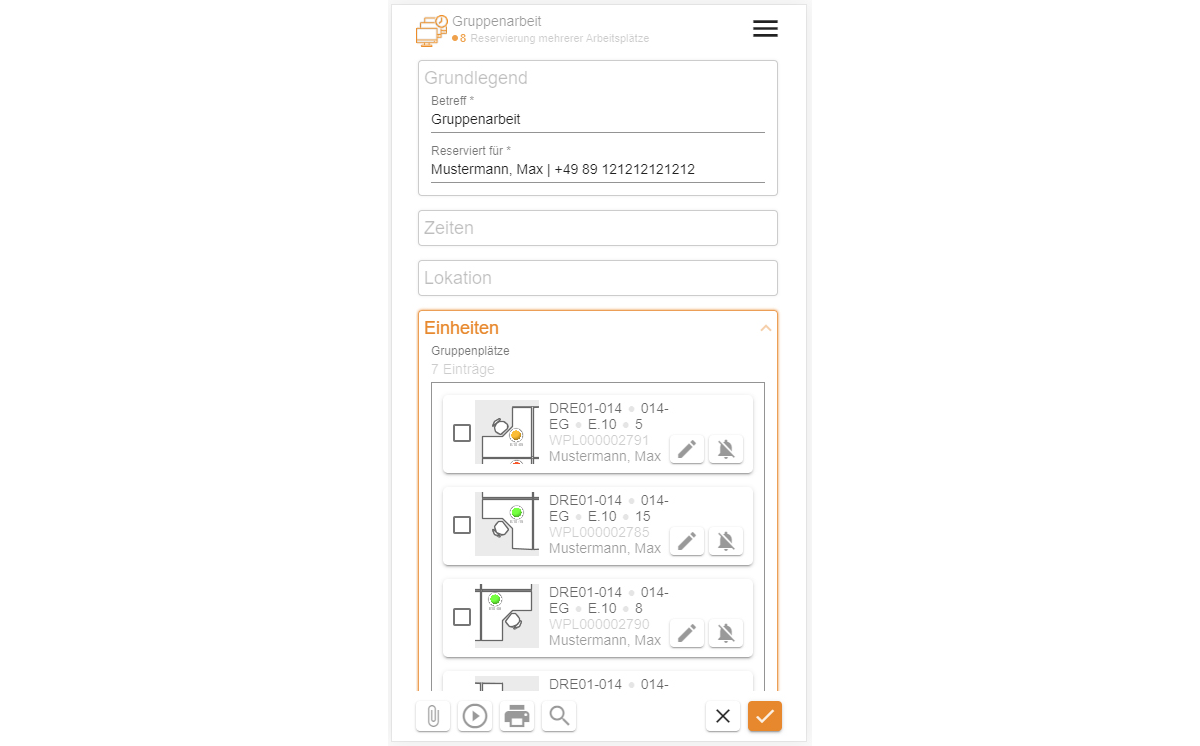 Gruppenarbeit
8 Reservierung mehrerer Arbeitsplätze
Grundlegend
Betreff *
Gruppenarbeit
Reserviert für *
Mustermann, Max | +49 89 121212121212
Zeiten
Lokation
Einheiten
Gruppenplätze
7 Einträge
DRE01-014 ● 014-
EG ● E.10 ● 5
WPL000002791
Mustermann, Max
DRE01-014 ● 014-
EG ● E.10 ● 15
WPL000002785
Mustermann, Max
DRE01-014 ● 014-
EG ● E.10 ● 8
WPL000002790
Mustermann, Max
DRE01-014 ● 014-